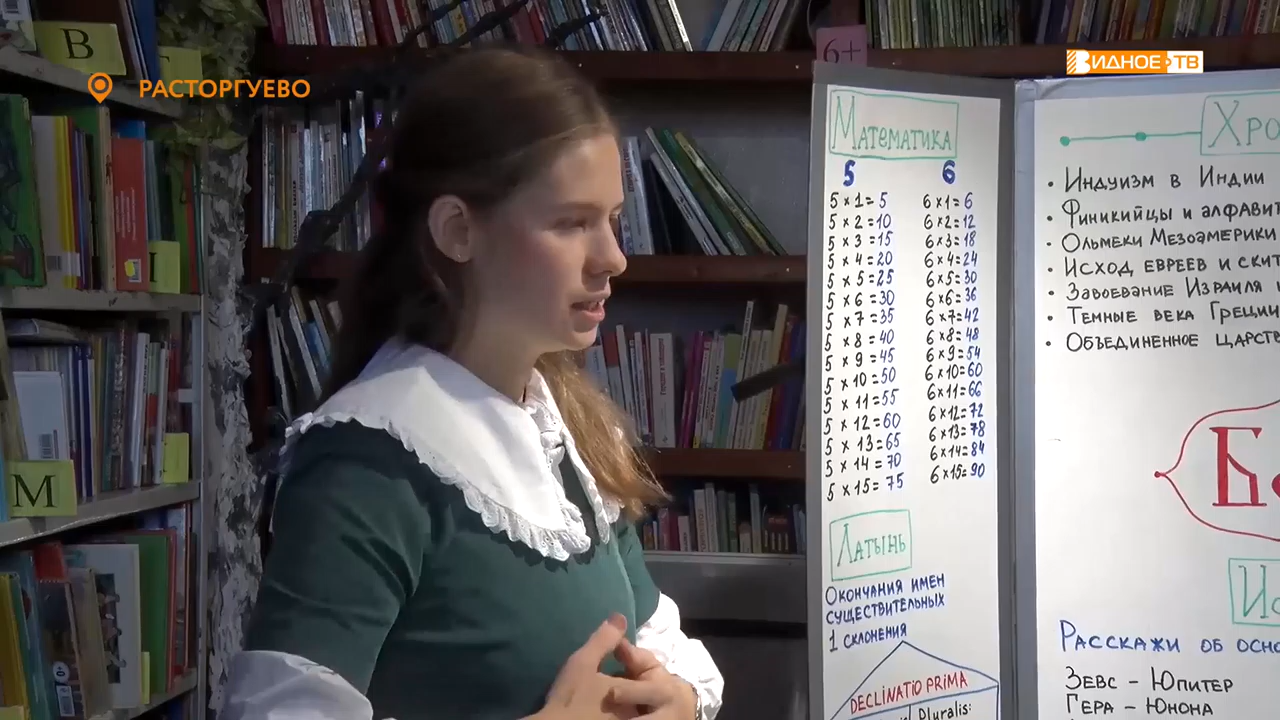 РАСТОРГУЕВО
ВИДНОЕ ТВ
В
6+
М
Математика
5 6
5 × 1 = 5
5 × 2 = 10
5 × 3 = 15
5 × 4 = 20
5 × 5 = 25
5 × 6 = 30
5 × 7 = 35
5 × 8 = 40
5 × 9 = 45
5 × 10 = 50
5 × 11 = 55
5 × 12 = 60
5 × 13 = 65
5 × 14 = 70
5 × 15 = 75
6 × 1 = 6
6 × 2 = 12
6 × 3 = 18
6 × 4 = 24
6 × 5 = 30
6 × 6 = 36
6 × 7 = 42
6 × 8 = 48
6 × 9 = 54
6 × 10 = 60
6 × 11 = 66
6 × 12 = 72
6 × 13 = 78
6 × 14 = 84
6 × 15 = 90
Латынь
Окончания имен
существительных
1 склонения
DECLINATIO PRIMA
Pluralis:
Хро
• Индуизм в Индии
• Финикийцы и алфавит
• Ольмеки Мезоамерики
• Исход евреев и скит
• Завоевание Израиля
• Темные века Греции
• Объединенное царств
Расскажи об осно
Зевс – Юпитер
Гера – Юнона